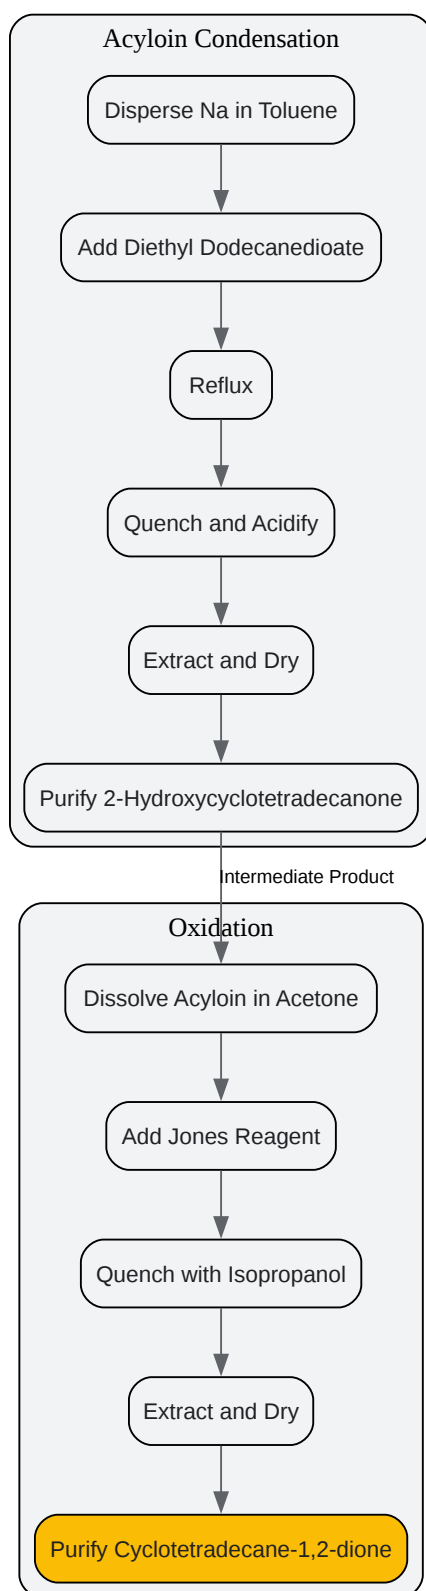 Acyloin Condensation
Disperse Na in Toluene
Add Diethyl Dodecanedioate
Reflux
Quench and Acidify
Extract and Dry
Purify 2-Hydroxycyclotetradecanone
Intermediate Product
Oxidation
Dissolve Acyloin in Acetone
Add Jones Reagent
Quench with Isopropanol
Extract and Dry
Purify Cyclotetradecane-1,2-dione